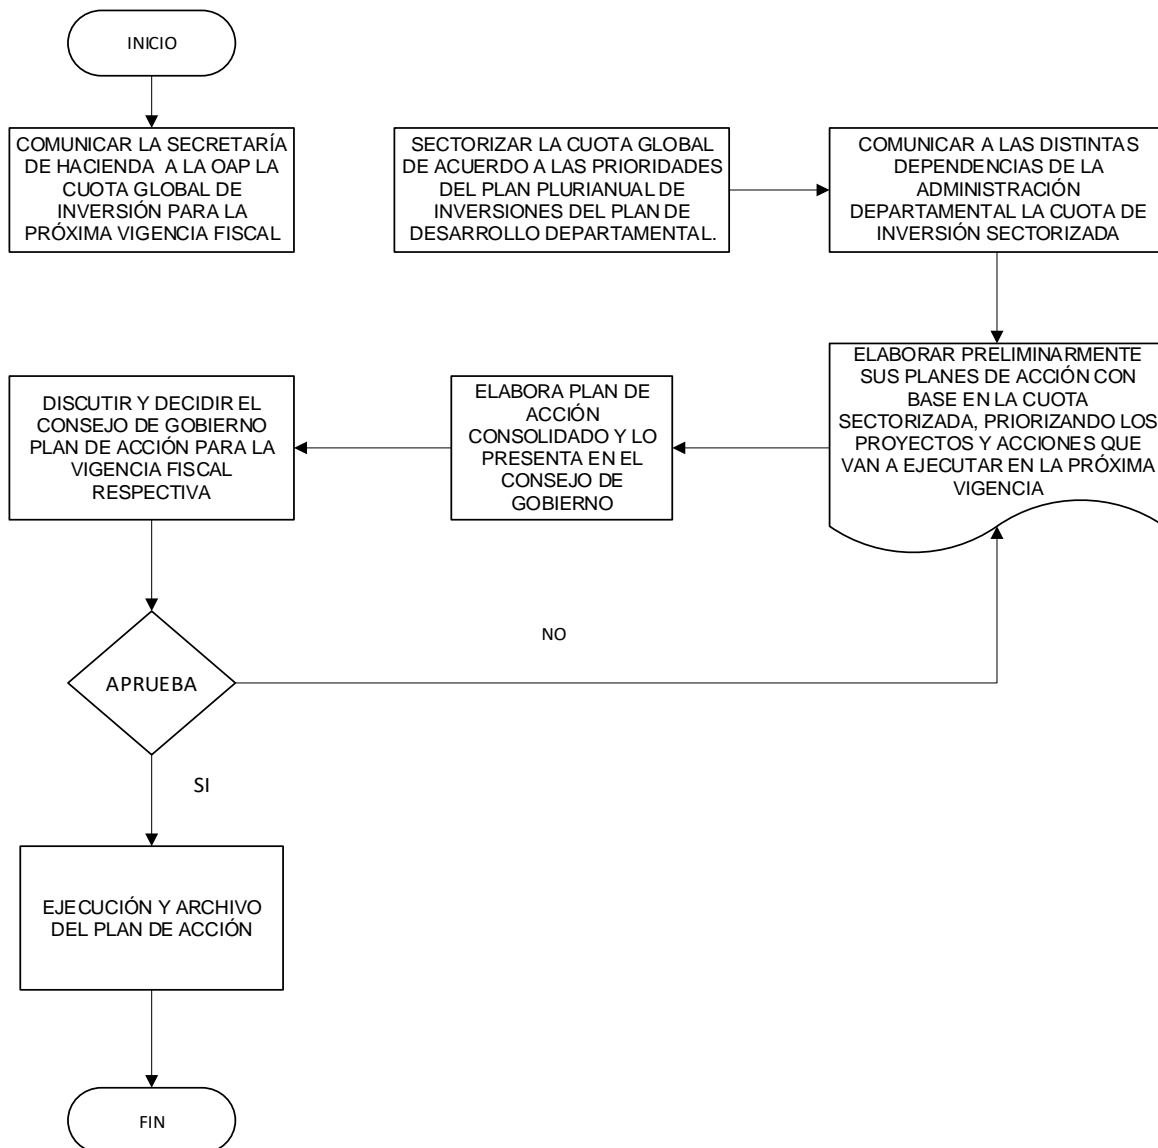 INICIO
COMUNICAR LA SECRETARÍA
DE HACIENDA A LA OAP LA
CUOTA GLOBAL DE
INVERSIÓN PARA LA
PRÓXIMA VIGENCIA FISCAL
SECTORIZAR LA CUOTA GLOBAL
DE ACUERDO A LAS PRIORIDADES
DEL PLAN PLURIANUAL DE
INVERSIONES DEL PLAN DE
DESARROLLO DEPARTAMENTAL.
COMUNICAR A LAS DISTINTAS
DEPENDENCIAS DE LA
ADMINISTRACIÓN
DEPARTAMENTAL LA CUOTA DE
INVERSIÓN SECTORIZADA
ELABORAR PRELIMINARMENTE
SUS PLANES DE ACCIÓN CON
BASE EN LA CUOTA
SECTORIZADA, PRIORIZANDO LOS
PROYECTOS Y ACCIONES QUE
VAN A EJECUTAR EN LA PRÓXIMA
VIGENCIA
ELABORA PLAN DE
ACCIÓN
CONSOLIDADO Y LO
PRESENTA EN EL
CONSEJO DE
GOBIERNO
DISCUTIR Y DECIDIR EL
CONSEJO DE GOBIERNO
PLAN DE ACCIÓN PARA LA
VIGENCIA FISCAL
RESPECTIVA
APRUEBA
NO
SI
EJECUCIÓN Y ARCHIVO
DEL PLAN DE ACCIÓN
FIN